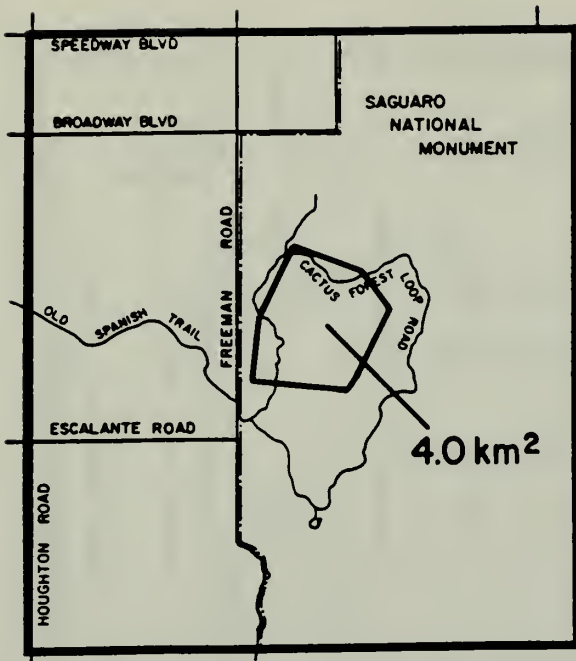 SPEEDWAY BLVD
SAGUARO
NATIONAL
MONUMENT
BROADWAY BLVD
FREEMAN ROAD
CACTUS FOREST LOOP ROAD
OLD SPANISH TRAIL
ESCALANTE ROAD
4.0 km²
HOUGHTON ROAD